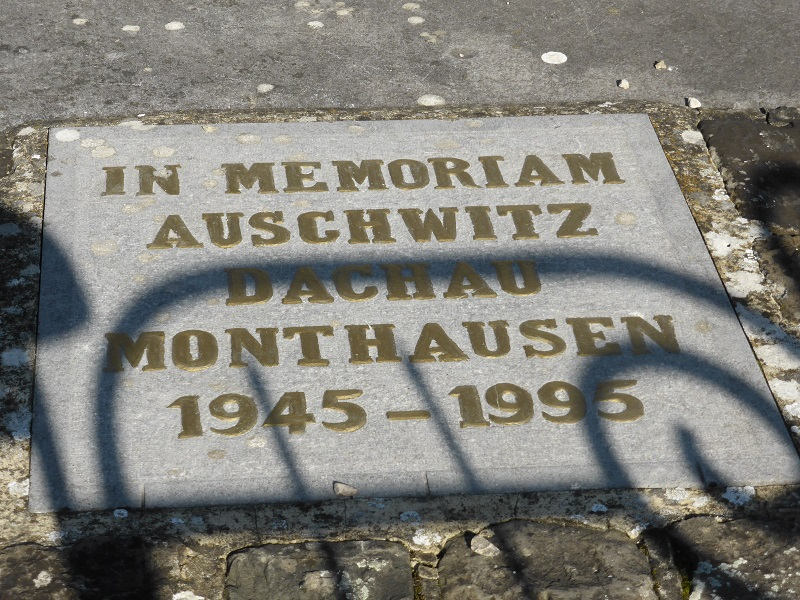 IN MEMORIAM
AUSCHWITZ
DACHAU
MONTHAUSEN
1945 – 1995